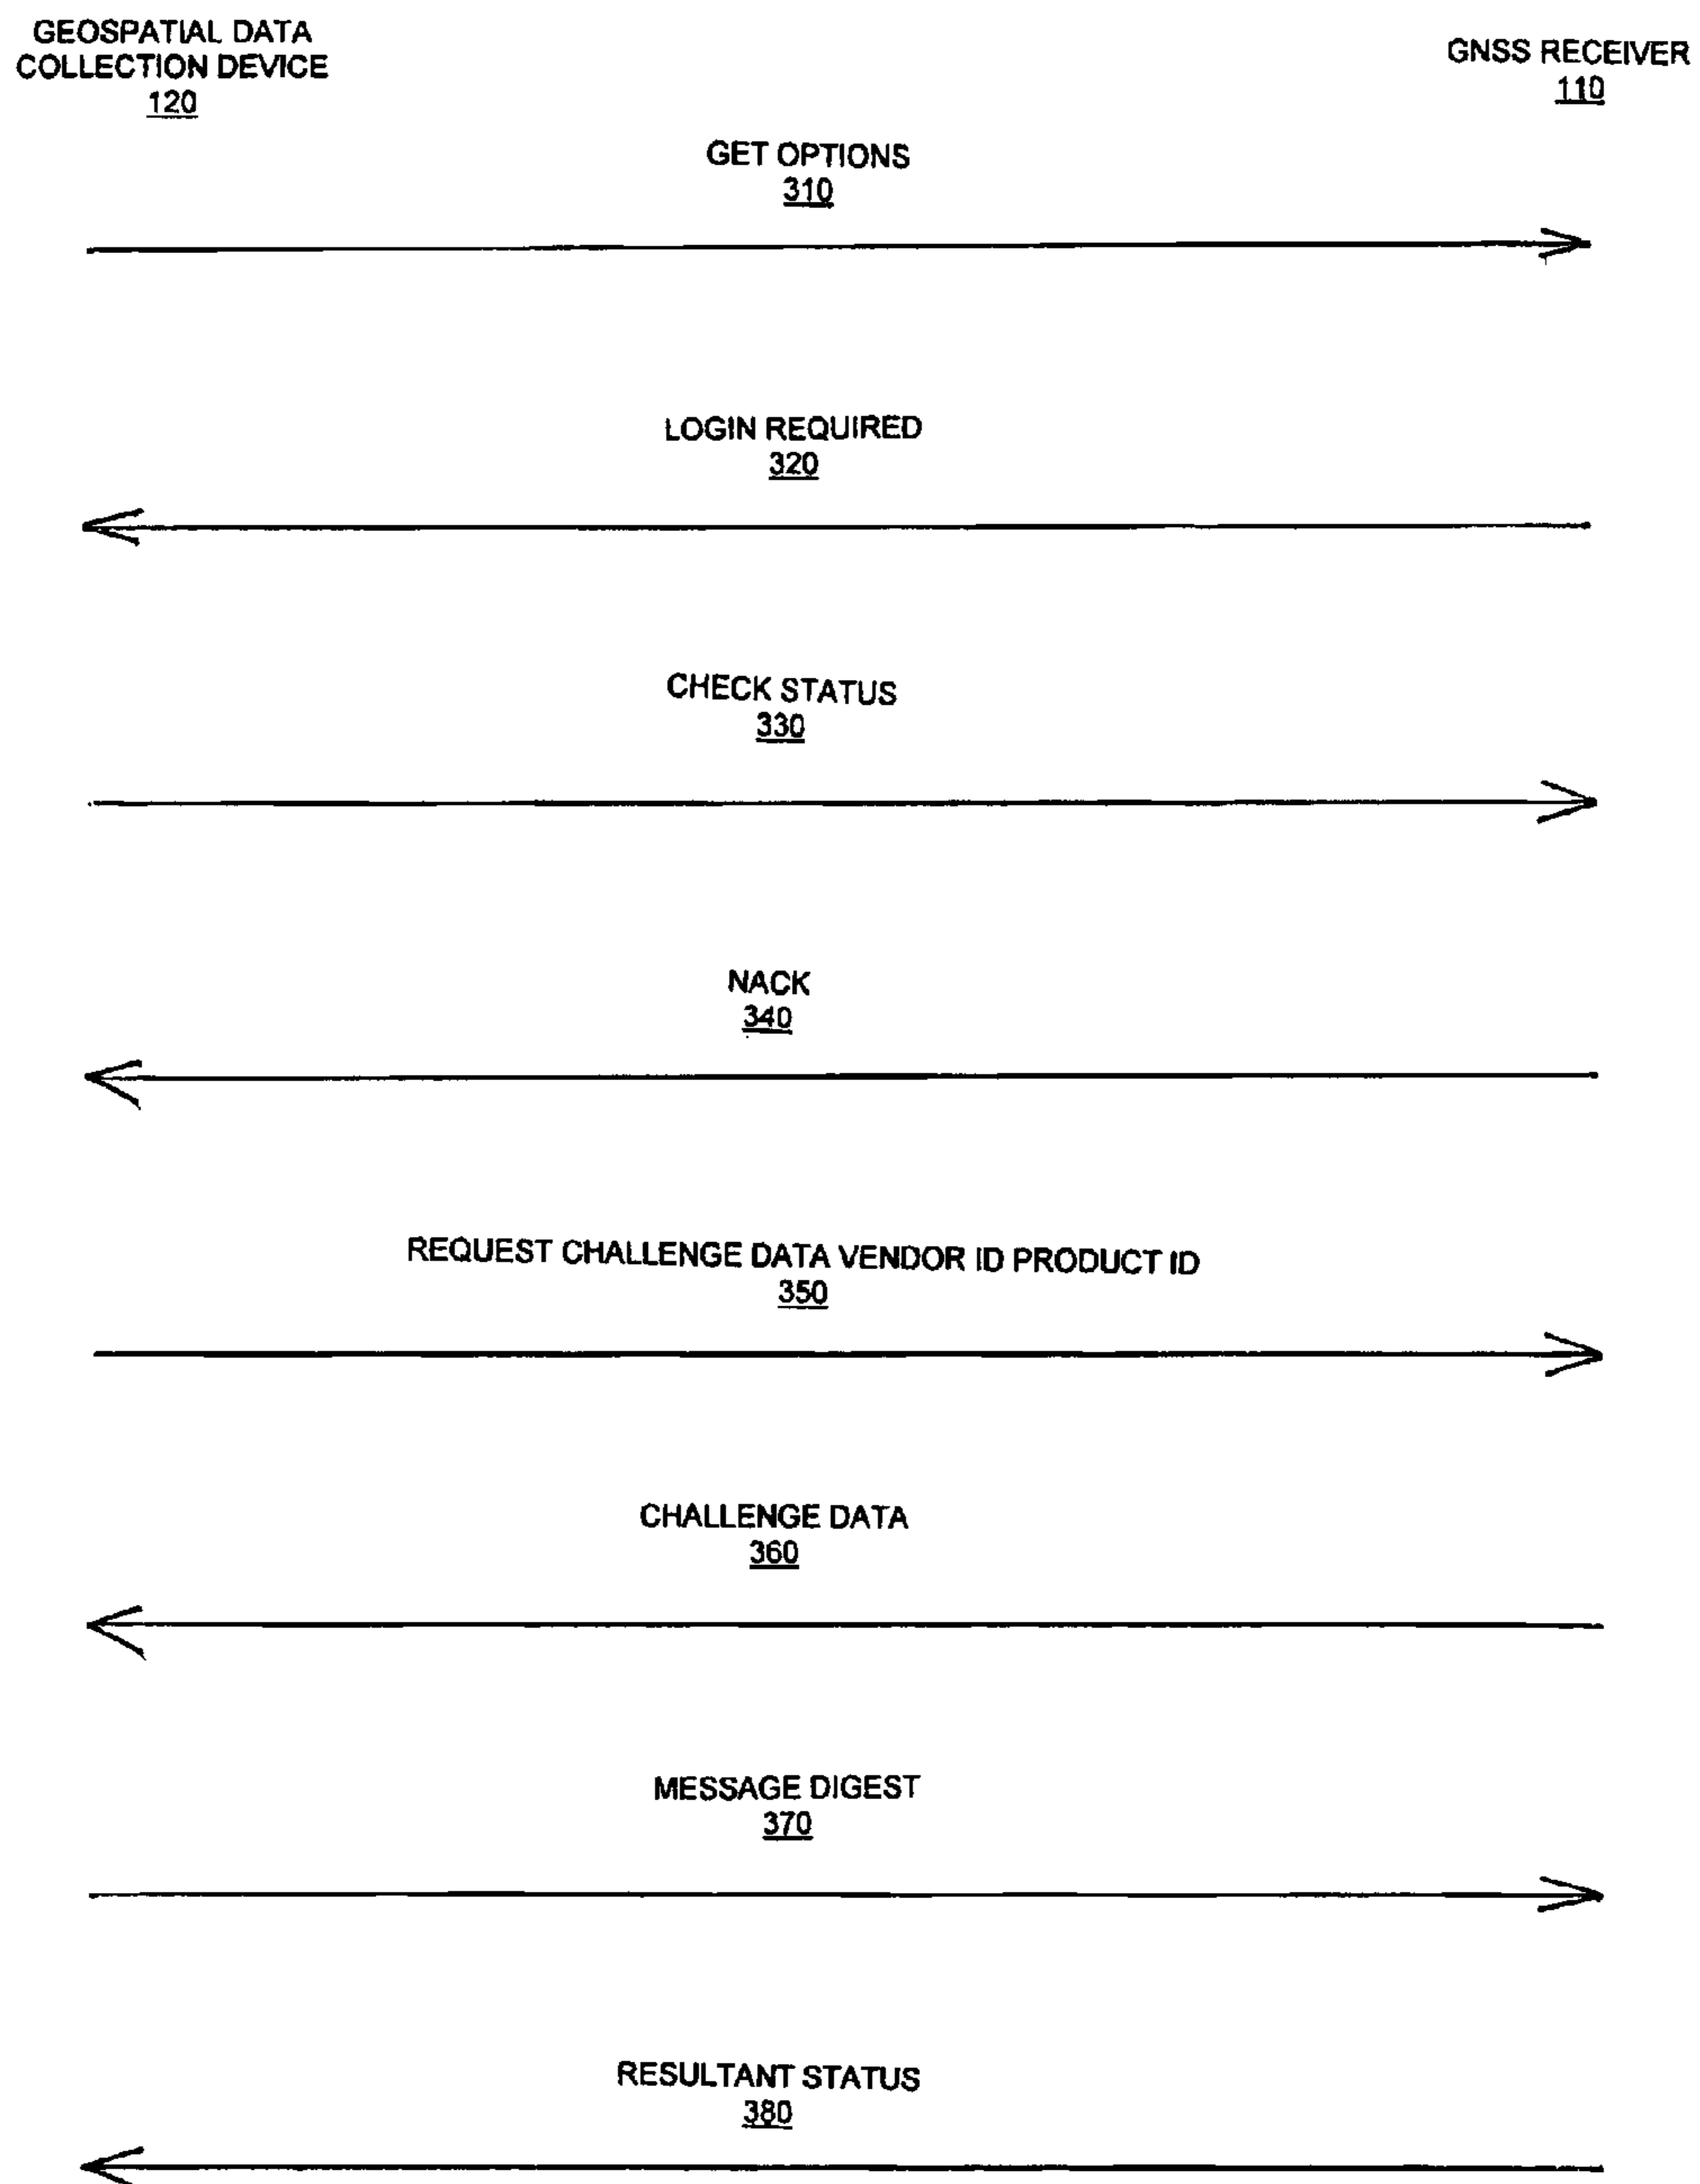 GEOSPATIAL DATA
COLLECTION DEVICE
120
GNSS RECEIVER
110
GET OPTIONS
310
LOGIN REQUIRED
320
CHECK STATUS
330
NACK
340
REQUEST CHALLENGE DATA VENDOR ID PRODUCT ID
350
CHALLENGE DATA
360
MESSAGE DIGEST
370
RESULTANT STATUS
380